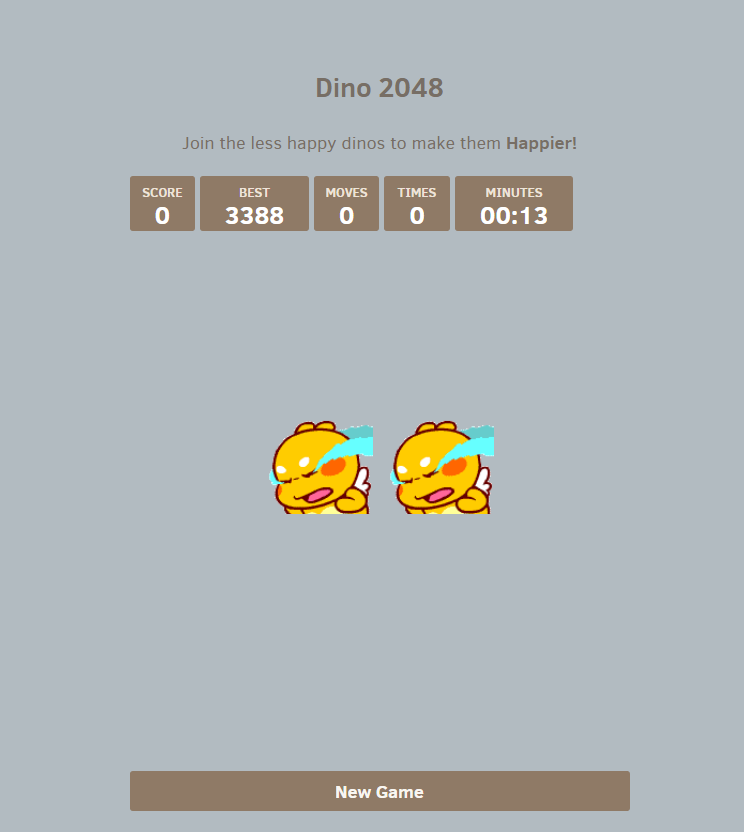 Dino 2048
Join the less happy dinos to make them Happier!
SCORE BEST MOVES TIMES MINUTES
0 3388 0 0 00:13
New Game